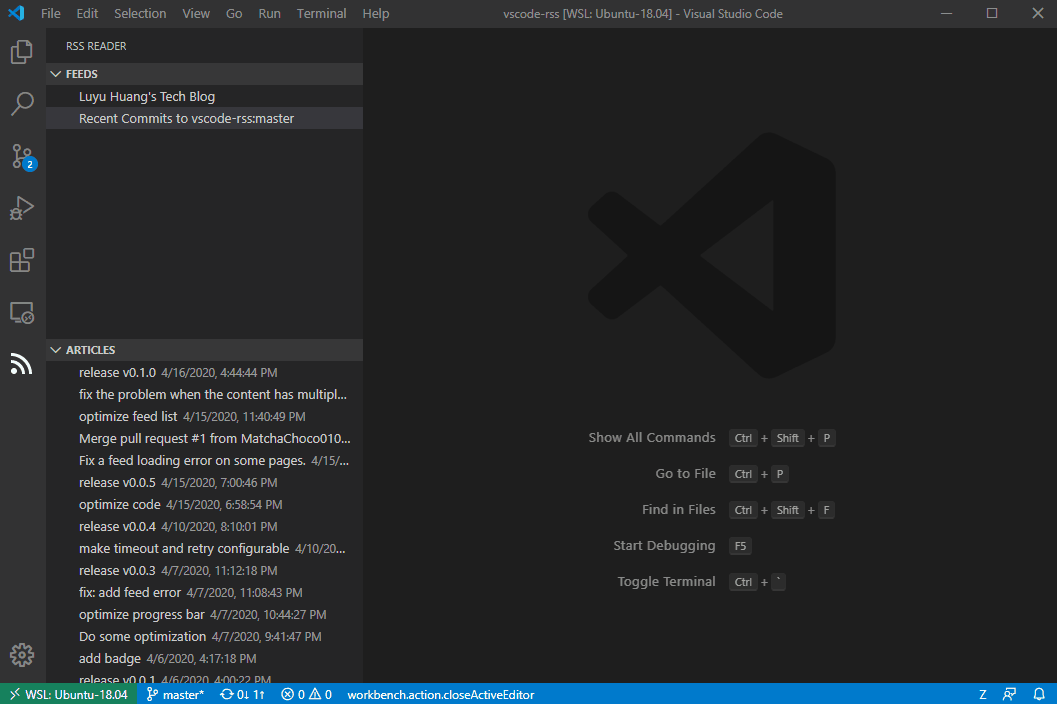 File Edit Selection View Go Run Terminal Help vscode-rss [WSL: Ubuntu-18.04] - Visual Studio Code
RSS READER
FEEDS
Luyu Huang's Tech Blog
Recent Commits to vscode-rss:master
2
ARTICLES
release v0.1.0 4/16/2020, 4:44:44 PM
fix the problem when the content has multipl...
optimize feed list 4/15/2020, 11:40:49 PM
Merge pull request #1 from MatchaChoco010...
Fix a feed loading error on some pages. 4/15/...
release v0.0.5 4/15/2020, 7:00:46 PM
optimize code 4/15/2020, 6:58:54 PM
release v0.0.4 4/10/2020, 8:10:01 PM
make timeout and retry configurable 4/10/20...
release v0.0.3 4/7/2020, 11:12:18 PM
fix: add feed error 4/7/2020, 11:08:43 PM
optimize progress bar 4/7/2020, 10:44:27 PM
Do some optimization 4/7/2020, 9:41:47 PM
add badge 4/6/2020, 4:17:18 PM
release v0.0.1 4/6/2020, 4:00:22 PM
Show All Commands Ctrl + Shift + P
Go to File Ctrl + P
Find in Files Ctrl + Shift + F
Start Debugging F5
Toggle Terminal Ctrl + `
WSL: Ubuntu-18.04 master* 0↓ 1↑ 0 0 workbench.action.closeActiveEditor Z